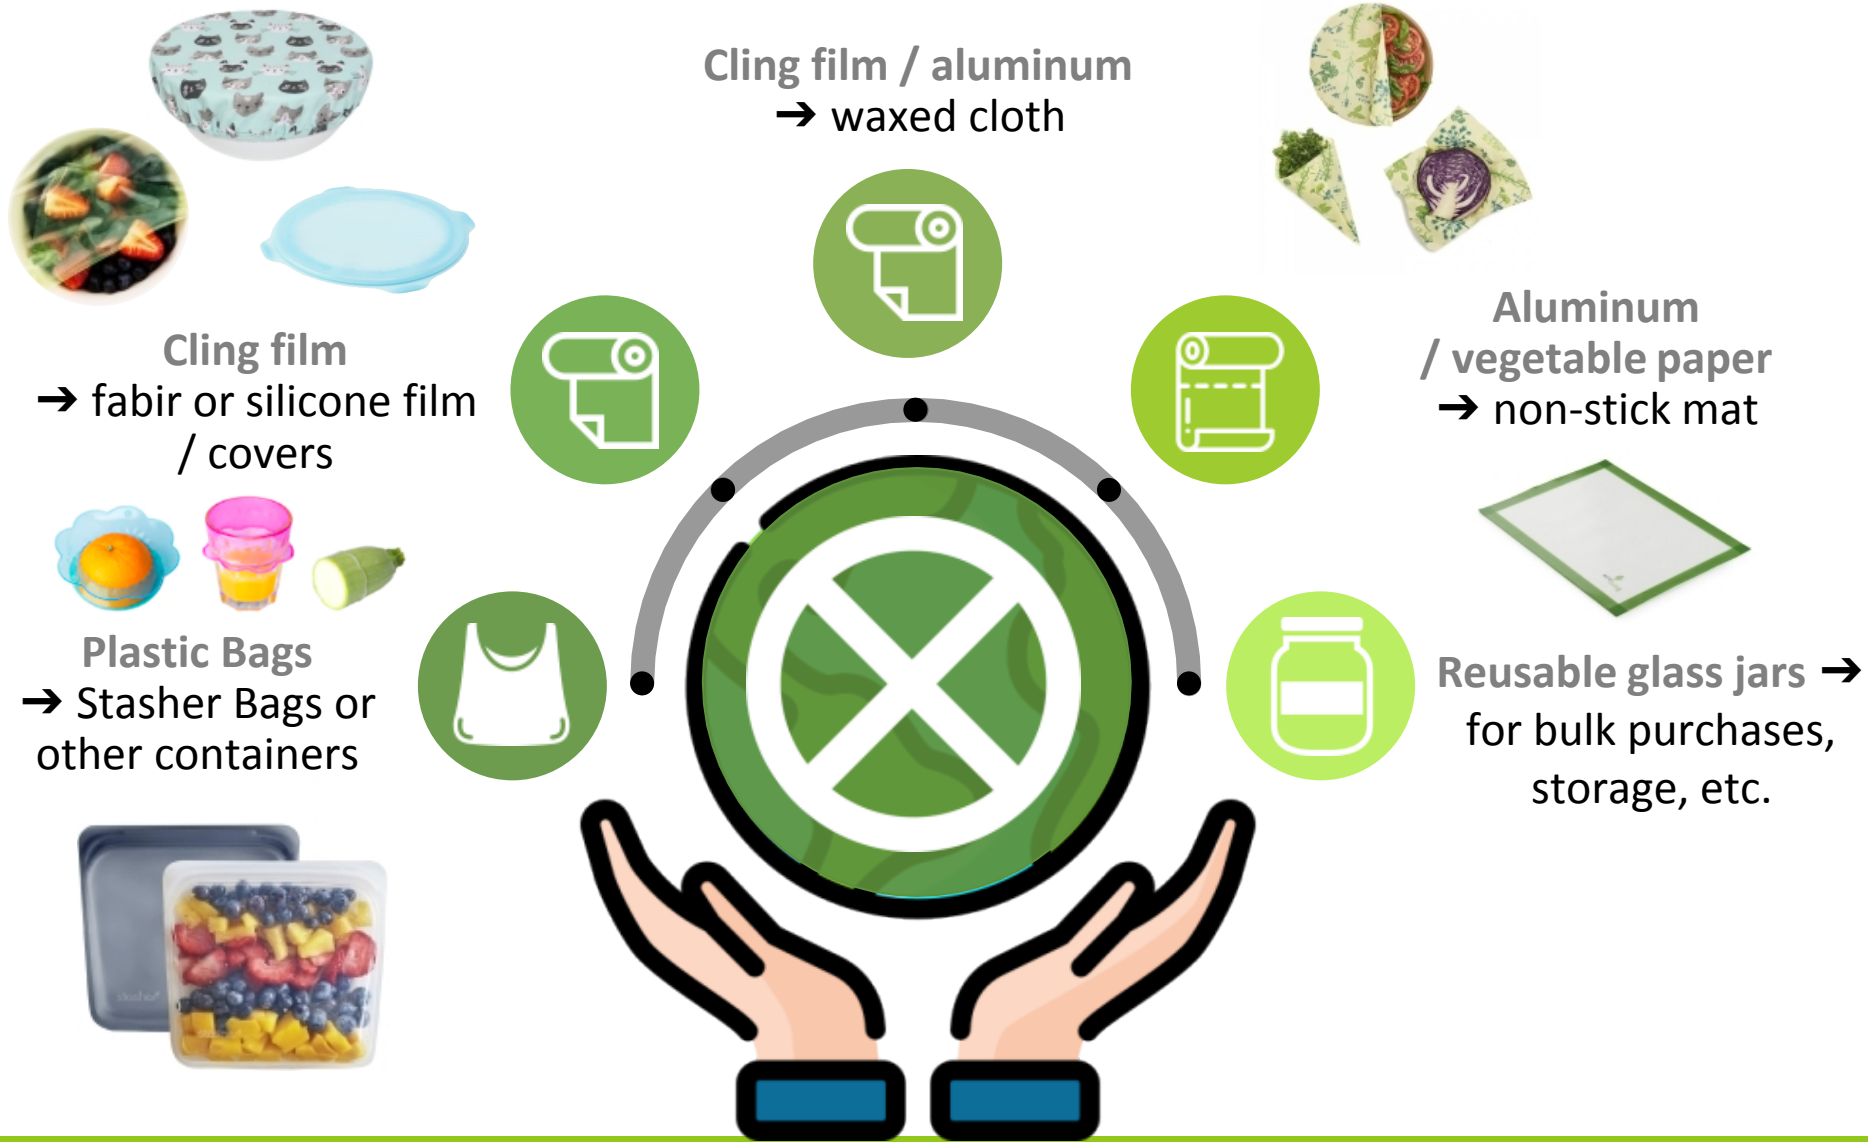 Cling film / aluminum
➔ waxed cloth
Cling film
➔ fabir or silicone film
/ covers
Aluminum
/ vegetable paper
➔ non-stick mat
Plastic Bags
➔ Stasher Bags or
other containers
Reusable glass jars ➔
for bulk purchases,
storage, etc.
stasher